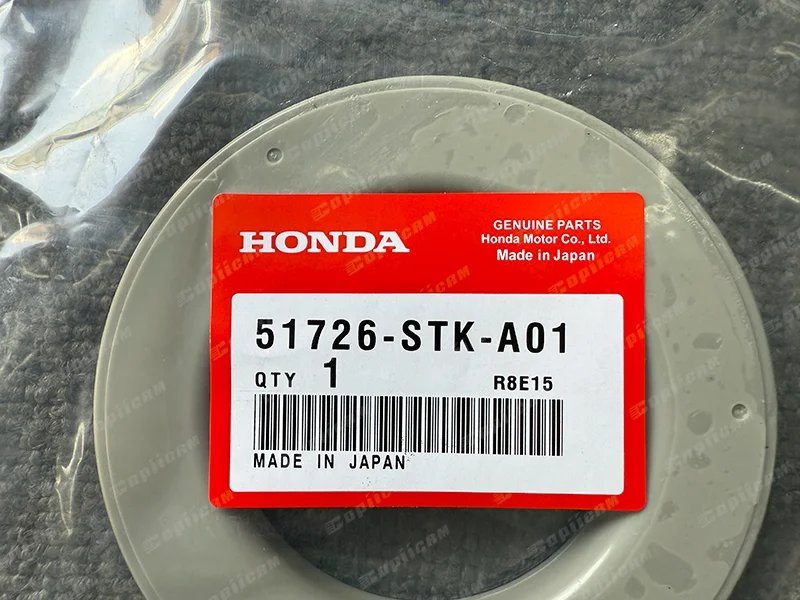 HONDA
GENUINE PARTS
Honda Motor Co., Ltd.
Made in Japan
51726-STK-A01
QTY 1 R8E15
MADE IN JAPAN
CopiiCAM